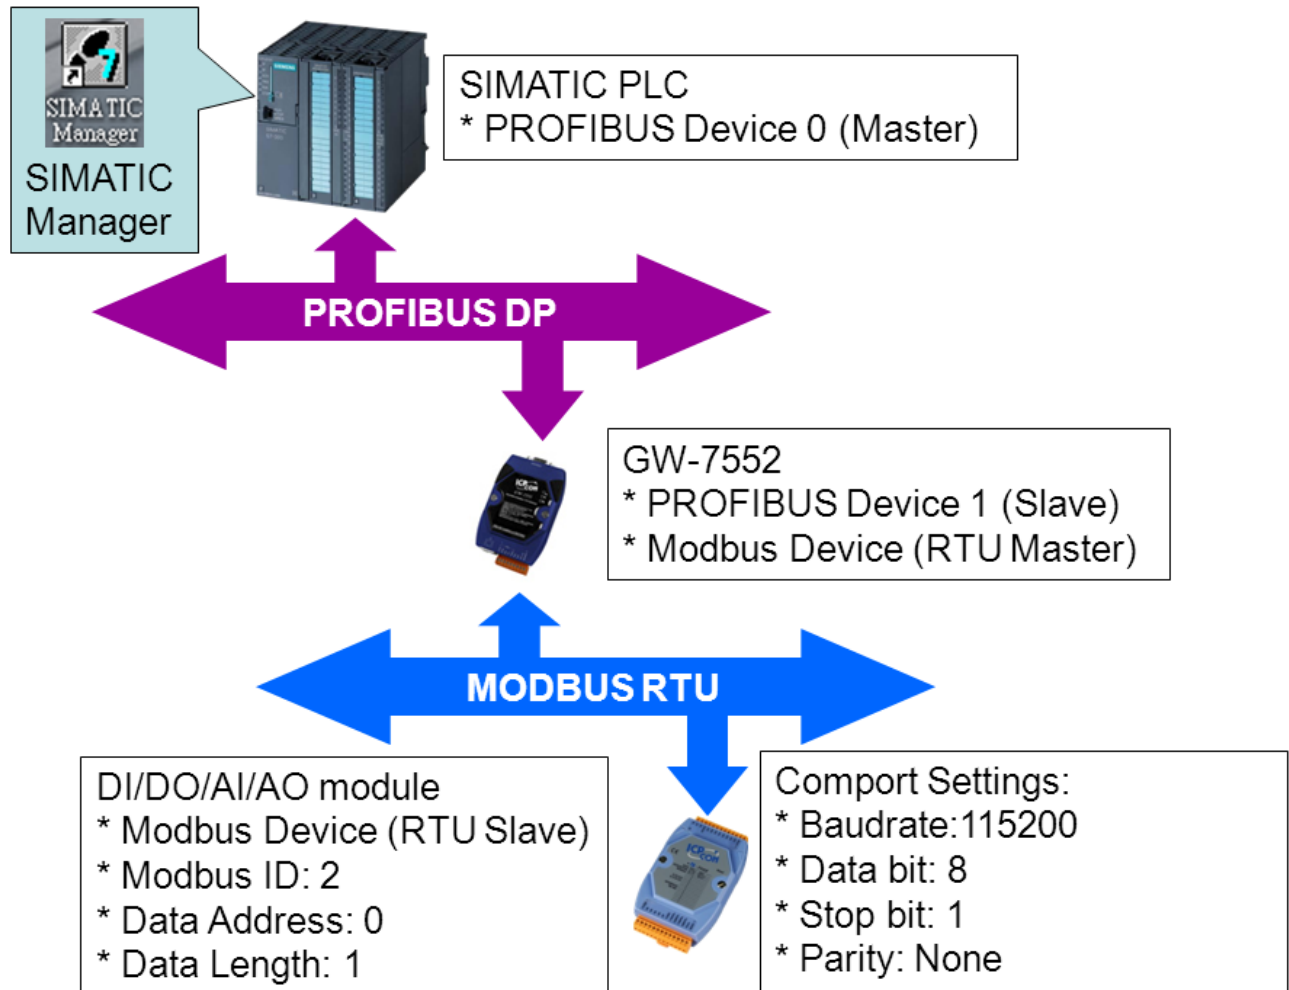 SIMATIC
Manager
SIMATIC
Manager
SIEMENS
SIMATIC PLC
* PROFIBUS Device 0 (Master)
PROFIBUS DP
GW-7552
* PROFIBUS Device 1 (Slave)
* Modbus Device (RTU Master)
MODBUS RTU
DI/DO/AI/AO module
* Modbus Device (RTU Slave)
* Modbus ID: 2
* Data Address: 0
* Data Length: 1
Comport Settings:
* Baudrate:115200
* Data bit: 8
* Stop bit: 1
* Parity: None